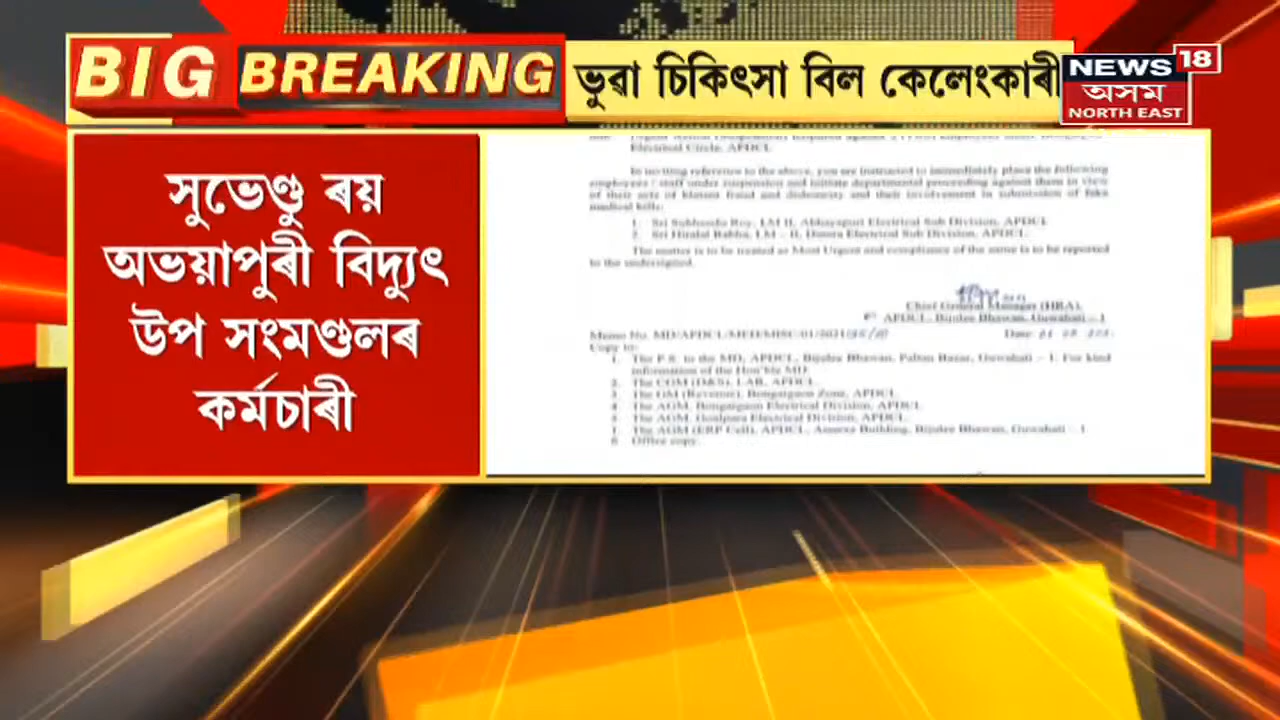 BIG BREAKING
ভুৱা চিকিৎসা বিল কেলেংকাৰী
NEWS 18
অসম
NORTH EAST
সুভেণ্ডু ৰয়
অভয়াপুৰী বিদ্যুৎ
উপ সংমণ্ডলৰ
কৰ্মচাৰী
Electrical Circle, APDCL
In inviting reference to the above, you are instructed to immediately place the following
employees / staff under suspension and initiate departmental proceeding against them in view
of their acts of blatant fraud and dishonesty and their involvement in submission of fake
medical bills:
1. Sri Subhendu Roy, LM II, Abhayapuri Electrical Sub Division, APDCL
2. Sri Hiralal Rabha, LM – II, Electrical Sub Division, APDCL
The matter is to be treated as Most Urgent and compliance of the same is to be reported
to the undersigned.
Chief General Manager (HRA),
APDCL, Bijulee Bhawan, Guwahati – 1
Memo No.
Date:
Copy to:
1. The P.S. to the MD, APDCL, Bijulee Bhawan, Paltan Bazar, Guwahati – 1. For kind
information of the Hon'ble MD
2. The CGM (D&S), LAR, APDCL
3. The GM (Revenue), Bongaigaon Zone, APDCL
4. The AGM, Bongaigaon Electrical Division, APDCL
The AGM, Goalpara Electrical Division, APDCL
The AGM (ERP Cell), APDCL, Annexe Building, Bijulee Bhawan, Guwahati – 1
Office copy